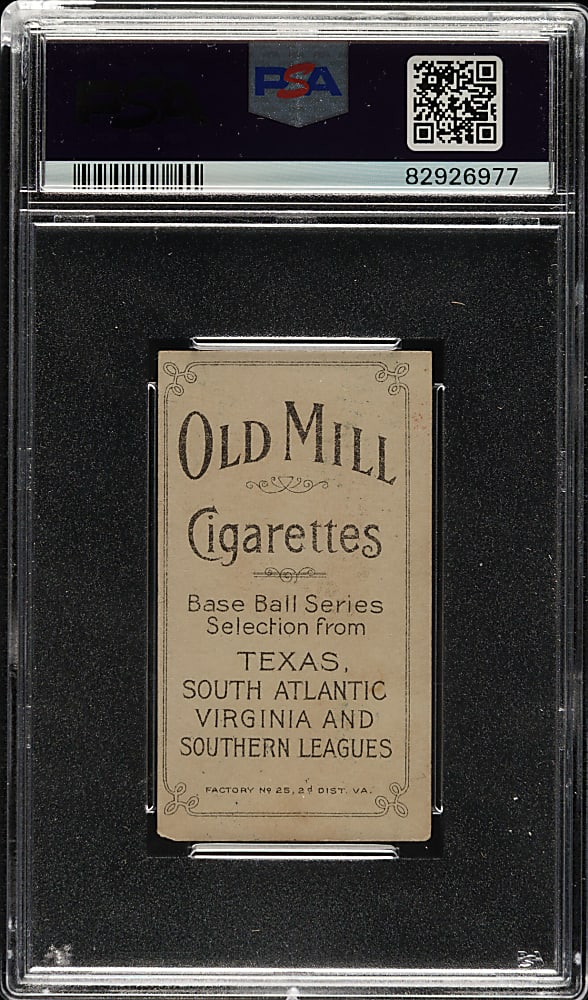 PSA
82926977
OLD MILL
Cigarettes
Base Ball Series
Selection from
TEXAS,
SOUTH ATLANTIC
VIRGINIA AND
SOUTHERN LEAGUES
FACTORY Nº 25, 2d DIST. VA.